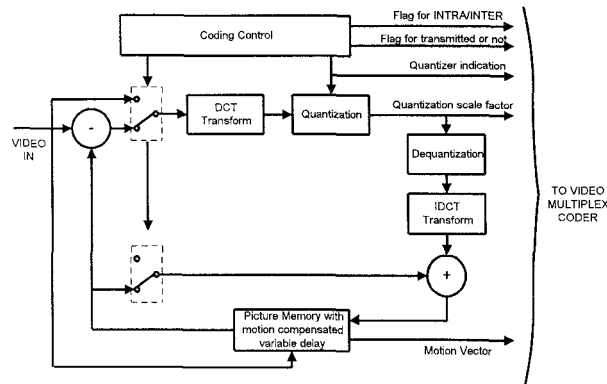 Flag for INTRA/INTER
Coding Control
Flag for transmitted or not
Quantizer indication
DCT
Transform
Quantization
Quantization scale factor
-
VIDEO
IN
Dequantization
IDCT
Transform
TO VIDEO
MULTIPLEX
CODER
+
Picture Memory with
motion compensated
variable delay
Motion Vector